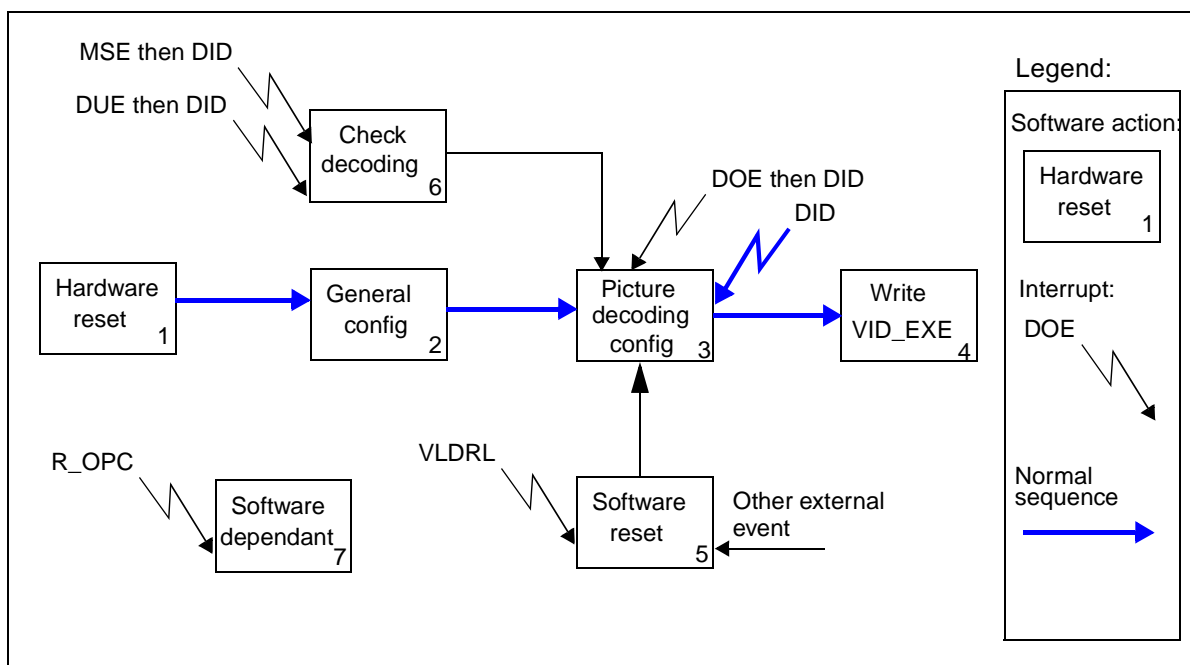 MSE then DID
DUE then DID
Check
decoding
6
DOE then DID
DID
Hardware
reset
1
General
config
2
Picture
decoding
config
3
Write
VID_EXE
4
R_OPC
Software
dependant
7
VLDRL
Software
reset
5
Other external
event
Legend:
Software action:
Hardware
reset
1
Interrupt:
DOE
Normal
sequence